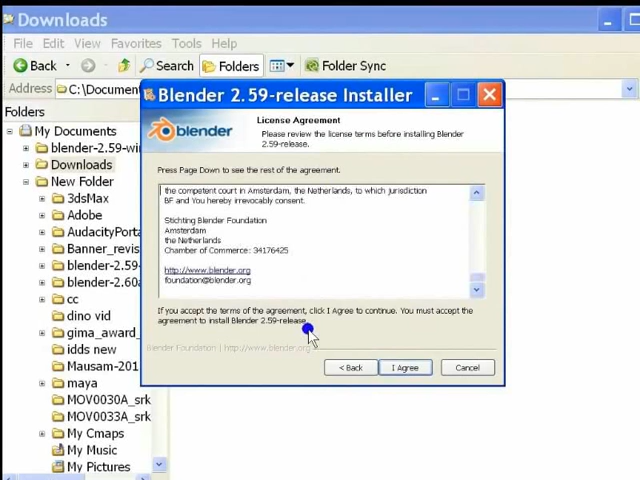 Downloads
File Edit View Favorites Tools Help
Back Search Folders Folder Sync
Address C:\Document
Folders
My Documents
blender-2.59-wi
Downloads
New Folder
3dsMax
Adobe
AudacityPorta
Banner_revis
blender-2.59-
blender-2.60a
cc
dino vid
gima_award_
idds new
Mausam-201
maya
MOV0030A_srk
MOV0033A_srk
My Cmaps
My Music
My Pictures
Blender 2.59-release Installer
blender
License Agreement
Please review the license terms before installing Blender
2.59-release.
Press Page Down to see the rest of the agreement.
the competent court in Amsterdam, the Netherlands, to which jurisdiction
BF and You hereby irrevocably consent.
Stichting Blender Foundation
Amsterdam
the Netherlands
Chamber of Commerce: 34176425
http://www.blender.org
foundation@blender.org
If you accept the terms of the agreement, click I Agree to continue. You must accept the
agreement to install Blender 2.59-release.
Blender Foundation | http://www.blender.org
< Back I Agree Cancel